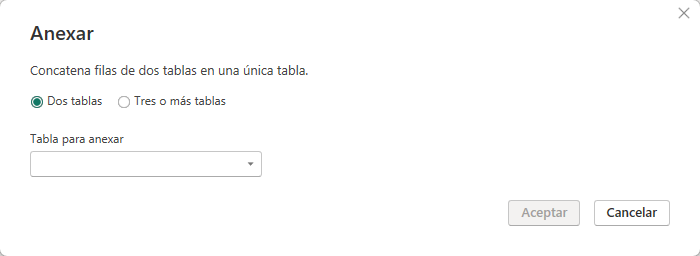 Anexar
Concatena filas de dos tablas en una única tabla.
Dos tablas Tres o más tablas
Tabla para anexar
Aceptar Cancelar